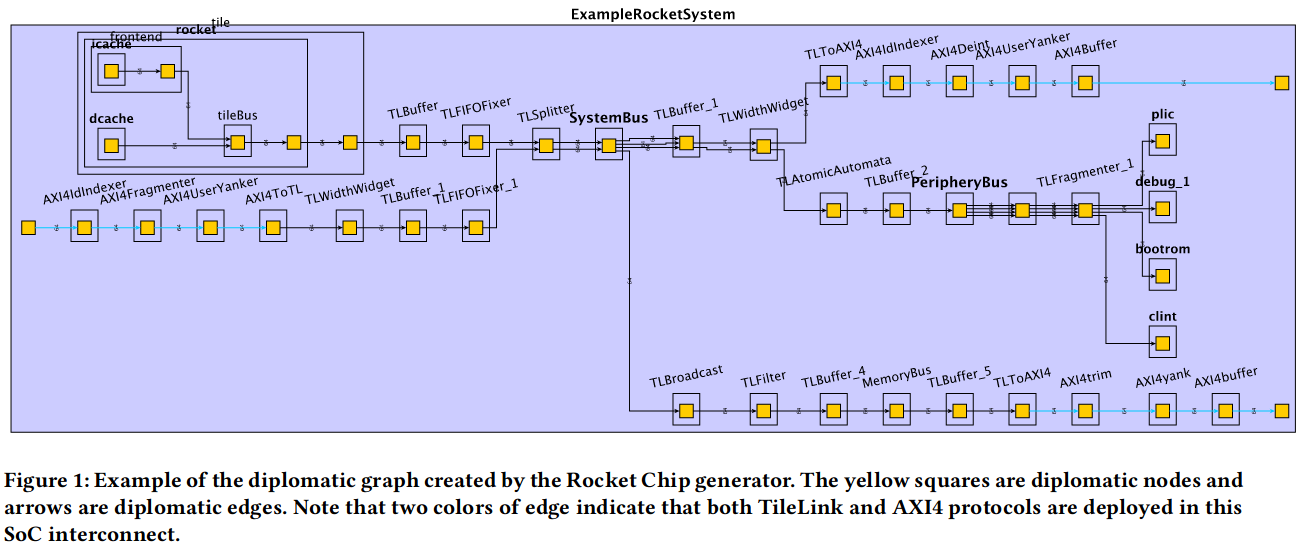 ExampleRocketSystem
tile
rocket
frontend
icache
dcache
tileBus
TLBuffer
TLFIFOFixer
TLSplitter
SystemBus
TLBuffer_1
TLWidthWidget
TLToAXI4
AXI4IdIndexer
AXI4Deint
AXI4UserYanker
AXI4Buffer
AXI4IdIndexer
AXI4Fragmenter
AXI4UserYanker
AXI4ToTL
TLWidthWidget
TLBuffer_1
TLFIFOFixer_1
TLAtomicAutomata
TLBuffer_2
PeripheryBus
TLFragmenter_1
plic
debug_1
bootrom
clint
TLBroadcast
TLFilter
TLBuffer_4
MemoryBus
TLBuffer_5
TLToAXI4
AXI4trim
AXI4yank
AXI4buffer
Figure 1: Example of the diplomatic graph created by the Rocket Chip generator. The yellow squares are diplomatic nodes and
arrows are diplomatic edges. Note that two colors of edge indicate that both TileLink and AXI4 protocols are deployed in this
SoC interconnect.